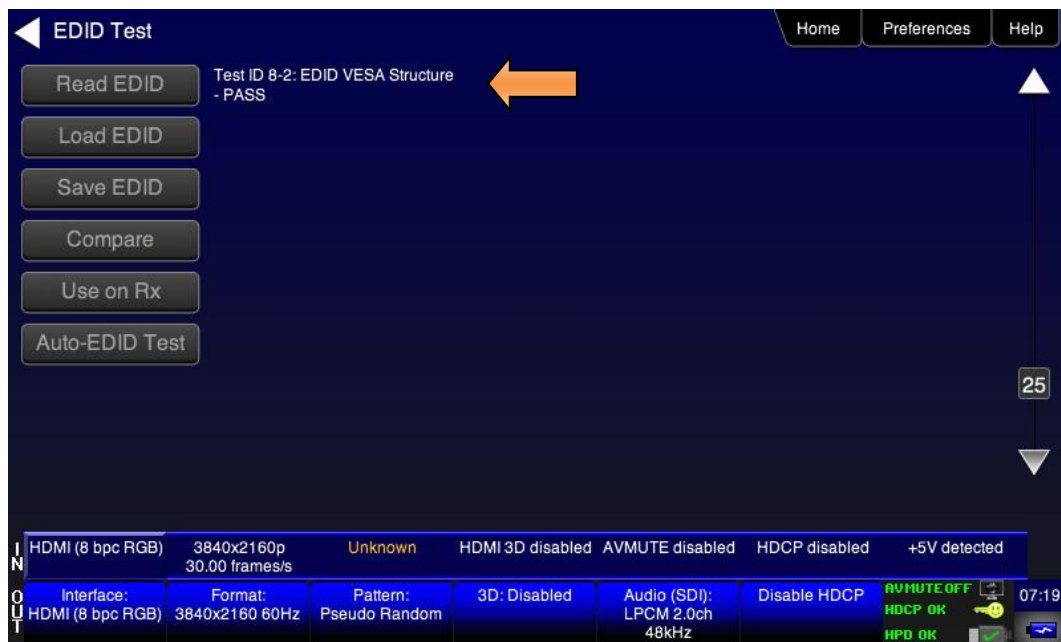 EDID Test
Home
Preferences
Help
Read EDID
Test ID 8-2: EDID VESA Structure
- PASS
Load EDID
Save EDID
Compare
Use on Rx
Auto-EDID Test
25
IN
HDMI (8 bpc RGB)
3840x2160p
30.00 frames/s
Unknown
HDMI 3D disabled
AVMUTE disabled
HDCP disabled
+5V detected
OUT
Interface:
HDMI (8 bpc RGB)
Format:
3840x2160 60Hz
Pattern:
Pseudo Random
3D: Disabled
Audio (SDI):
LPCM 2.0ch
48kHz
Disable HDCP
AVMUTEOFF
HDCP OK
HPD OK
07:19